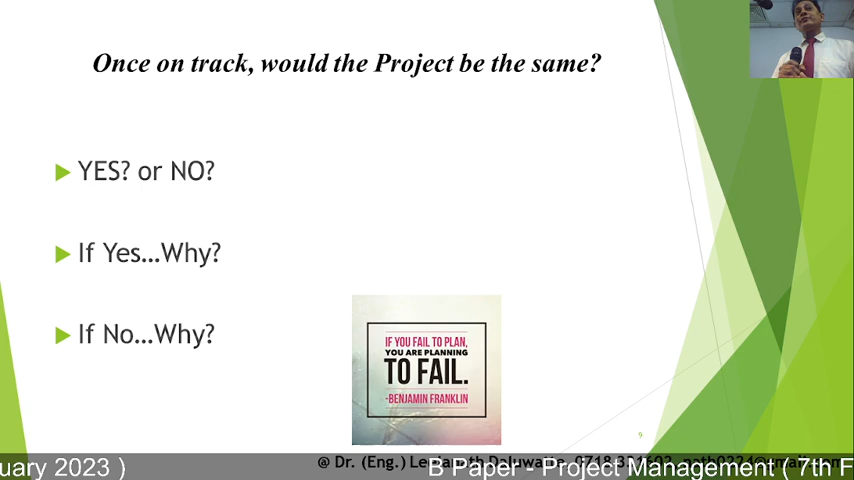 Once on track, would the Project be the same?
YES? or NO?
If Yes...Why?
If No...Why?
IF YOU FAIL TO PLAN,
YOU ARE PLANNING
TO FAIL.
-BENJAMIN FRANKLIN
9
@ Dr. (Eng.)
uary 2023 ) B Paper - Project Management ( 7th F